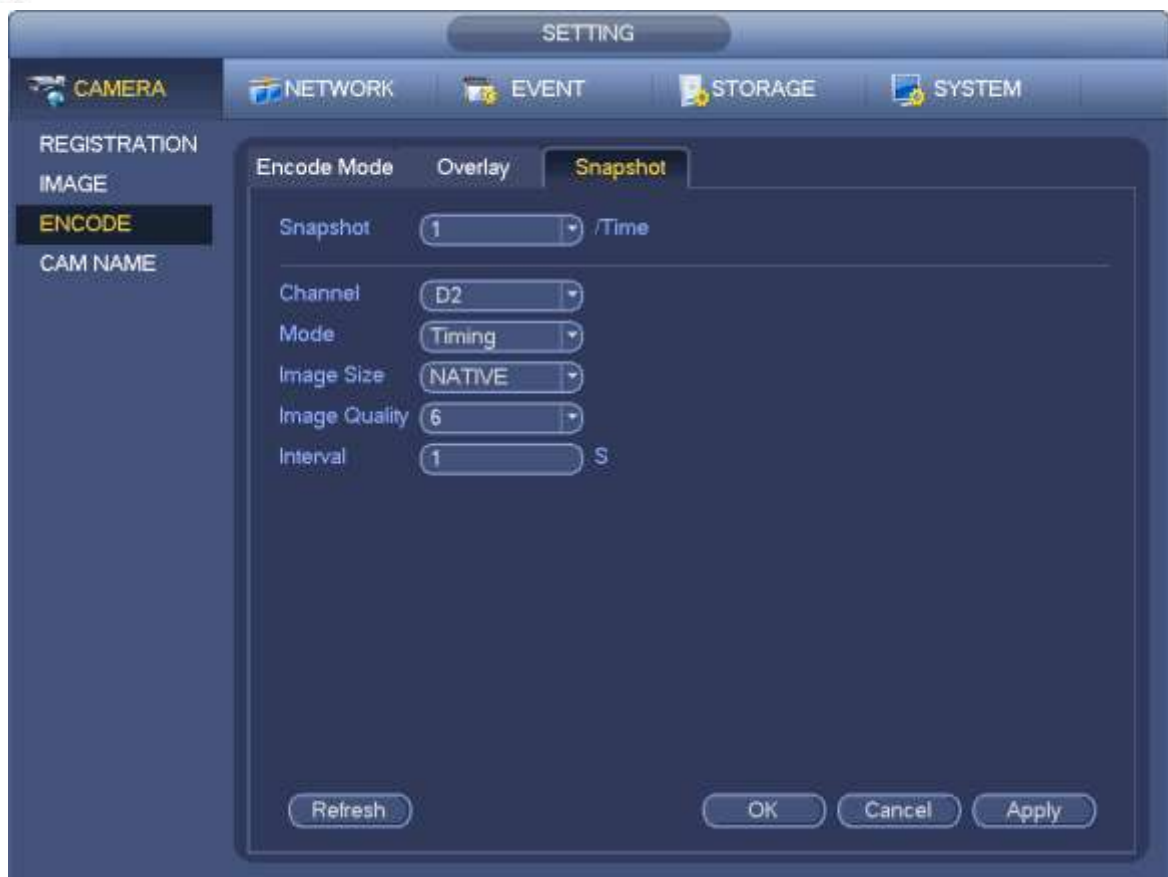 SETTING
CAMERA NETWORK EVENT STORAGE SYSTEM
REGISTRATION
IMAGE
ENCODE
CAM NAME
Encode Mode Overlay Snapshot
Snapshot 1 /Time
Channel D2
Mode Timing
Image Size NATIVE
Image Quality 6
Interval 1 S
Refresh OK Cancel Apply